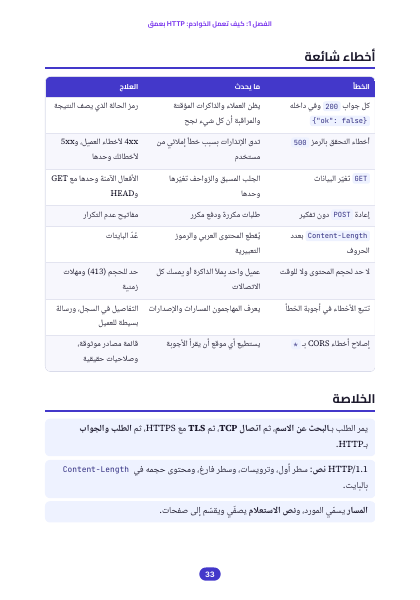 الفصل 1: كيف تعمل الخوادم: HTTP بعمق
أخطاء شائعة
الخطأ ما يحدث العلاج
كل جواب 200 وفي داخله {"ok": false} يظن العملاء والذاكرات المؤقتة والمراقبة أن كل شيء نجح رمز الحالة الذي يصف النتيجة
أخطاء التحقق بالرمز 500 تدق الإنذارات بسبب خطأ إملائي من مستخدم 4xx لأخطاء العميل، و5xx لأخطائك وحدها
GET تغيّر البيانات الجلب المسبق والزواحف تغيّرها وحدها الأفعال الآمنة وحدها مع GET وHEAD
إعادة POST دون تفكير طلبات مكررة ودفع مكرر مفاتيح عدم التكرار
Content-Length بعدد الحروف يُقطع المحتوى العربي والرموز التعبيرية عُدّ البايتات
لا حد لحجم المحتوى ولا للوقت عميل واحد يملأ الذاكرة أو يمسك كل الاتصالات حد للحجم (413) ومهلات زمنية
تتبع الأخطاء في أجوبة الخطأ يعرف المهاجمون المسارات والإصدارات التفاصيل في السجل، ورسالة بسيطة للعميل
إصلاح أخطاء CORS بـ * يستطيع أي موقع أن يقرأ الأجوبة قائمة مصادر موثوقة، وصلاحيات حقيقية
الخلاصة
يمر الطلب بـالبحث عن الاسم، ثم اتصال TCP، ثم TLS مع HTTPS، ثم الطلب والجواب
بـHTTP.
HTTP/1.1 نص: سطر أول، وترويسات، وسطر فارغ، ومحتوى حجمه في Content-Length
بالبايت.
المسار يسمّي المورد، ونص الاستعلام يصفّي ويقسّم إلى صفحات.
33